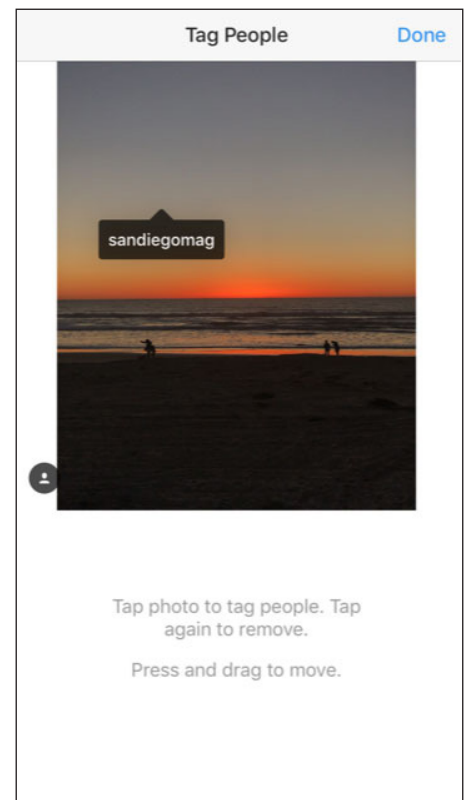 Tag People Done
sandiegomag
Tap photo to tag people. Tap
again to remove.
Press and drag to move.